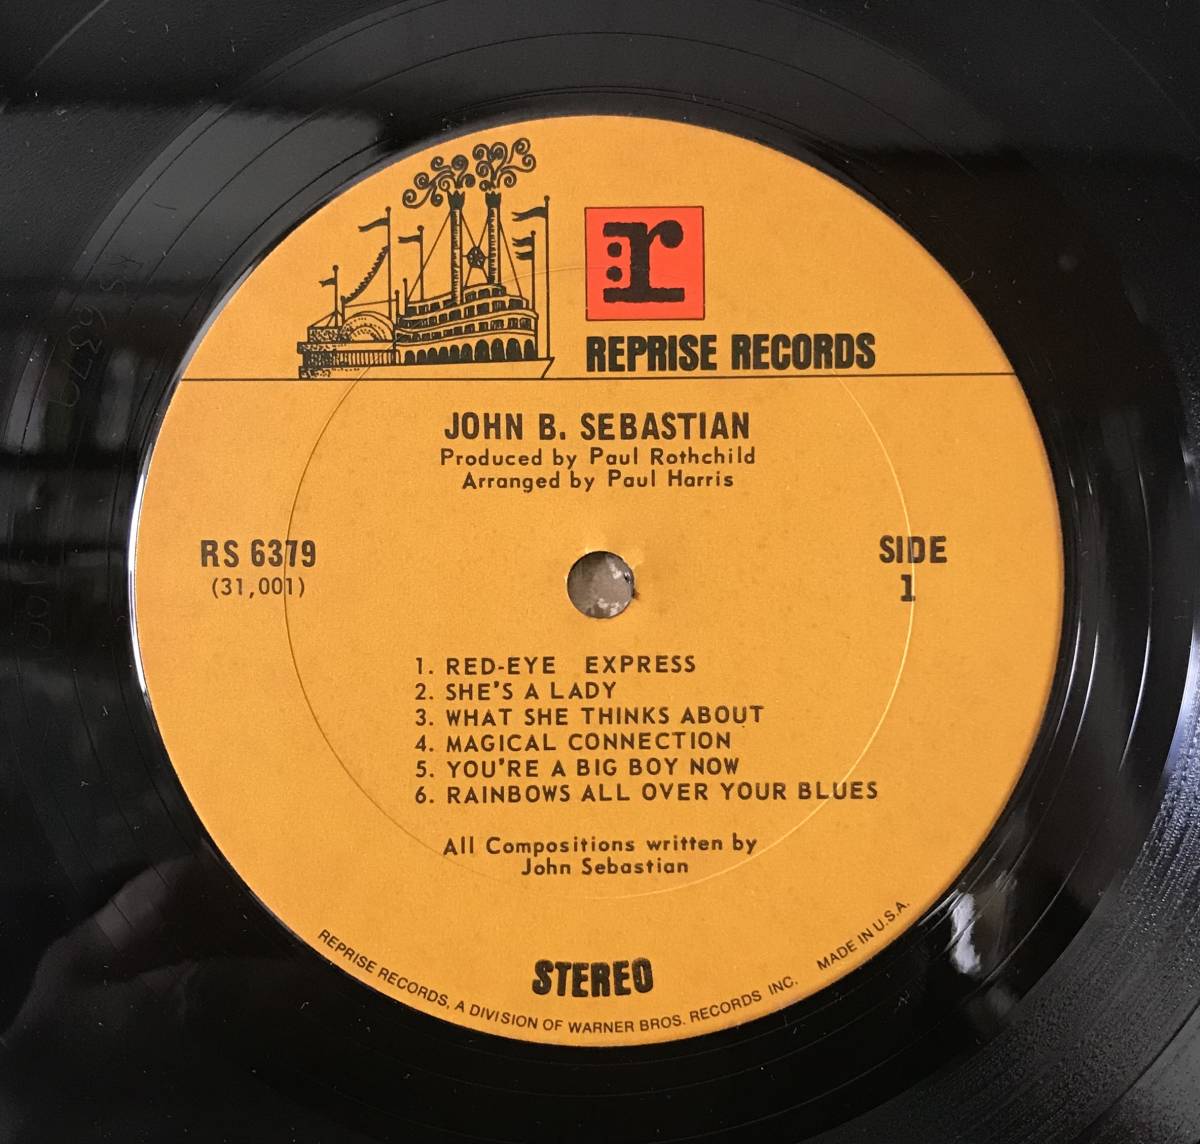 r
REPRISE RECORDS
JOHN B. SEBASTIAN
Produced by Paul Rothchild
Arranged by Paul Harris
RS 6379
(31,001)
SIDE
1
1. RED-EYE EXPRESS
2. SHE'S A LADY
3. WHAT SHE THINKS ABOUT
4. MAGICAL CONNECTION
5. YOU'RE A BIG BOY NOW
6. RAINBOWS ALL OVER YOUR BLUES
All Compositions written by
John Sebastian
STEREO
REPRISE RECORDS, A DIVISION OF WARNER BROS. RECORDS INC. MADE IN U.S.A.